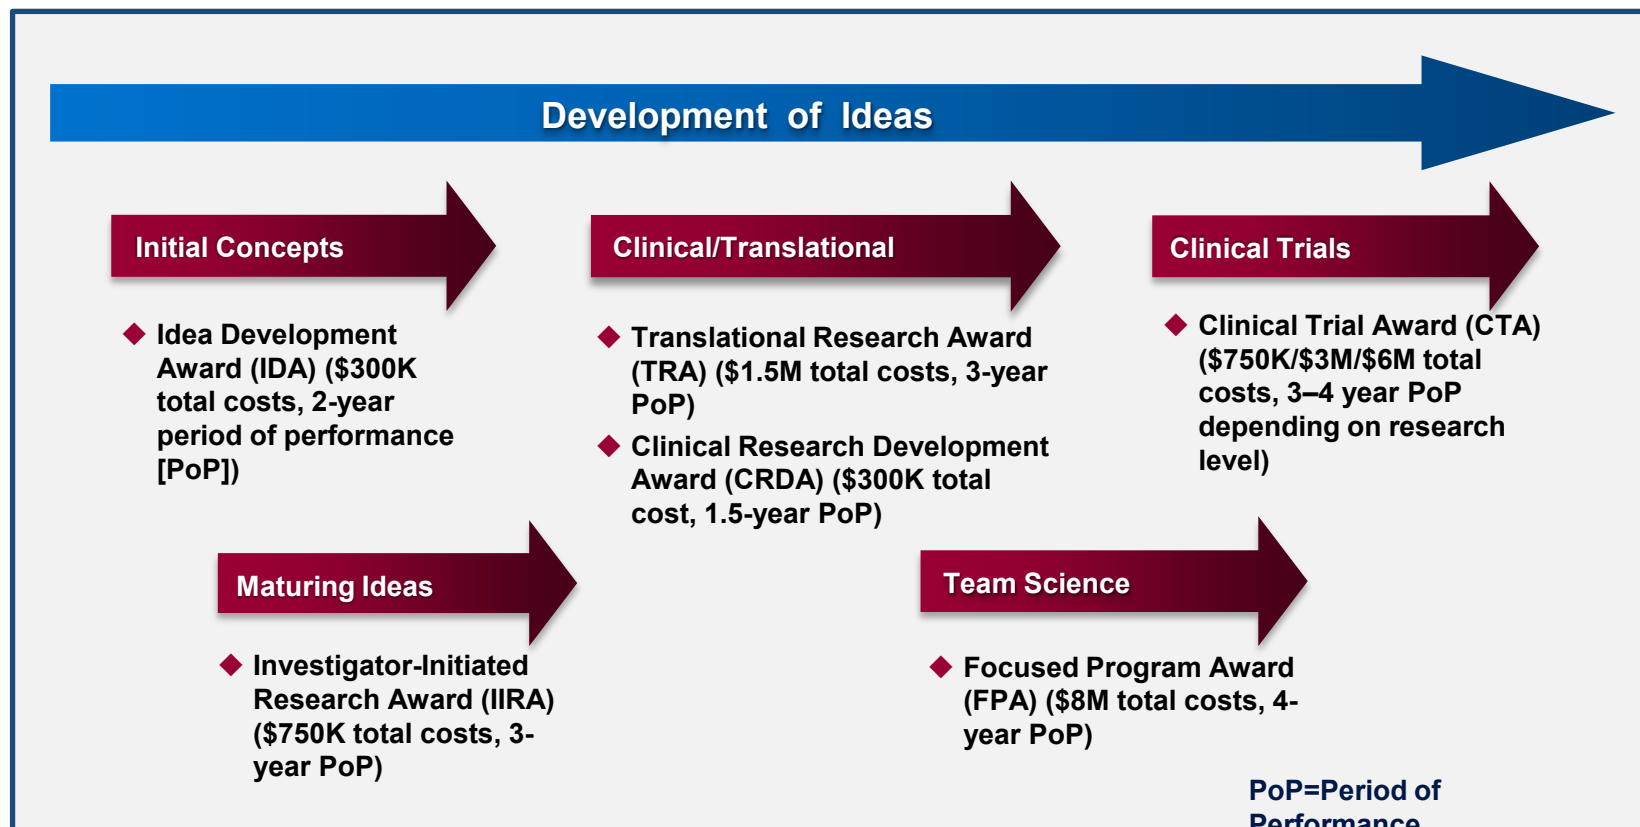 Development of Ideas
Initial Concepts
Idea Development
Award (IDA) ($300K
total costs, 2-year
period of performance
[PoP])
Clinical/Translational
Translational Research Award
(TRA) ($1.5M total costs, 3-year
PoP)
Clinical Research Development
Award (CRDA) ($300K total
cost, 1.5-year PoP)
Clinical Trials
Clinical Trial Award (CTA)
($750K/$3M/$6M total
costs, 3–4 year PoP
depending on research
level)
Maturing Ideas
Investigator-Initiated
Research Award (IIRA)
($750K total costs, 3-
year PoP)
Team Science
Focused Program Award
(FPA) ($8M total costs, 4-
year PoP)
PoP=Period of
Performance